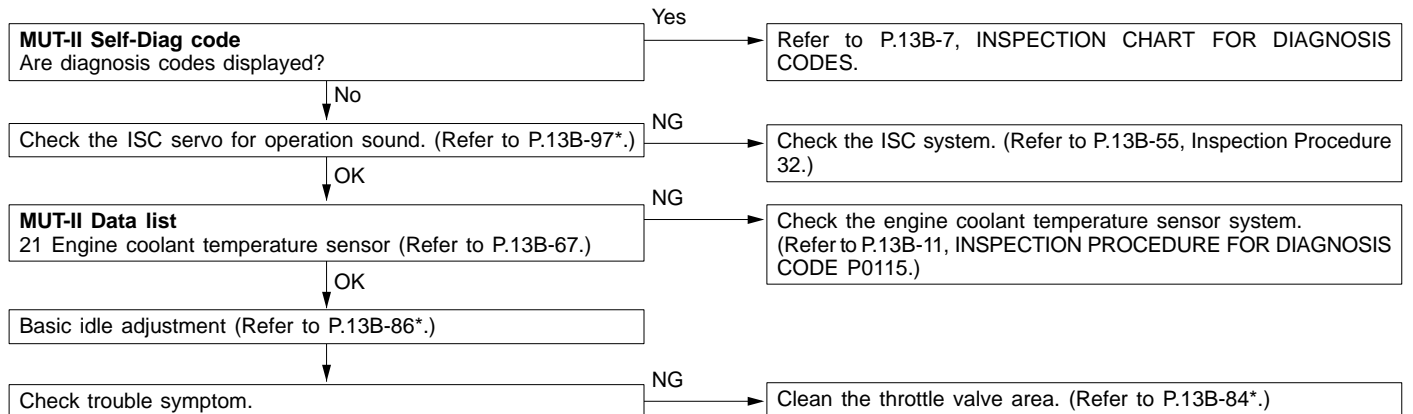 Yes
MUT-II Self-Diag code
Are diagnosis codes displayed?
Refer to P.13B-7, INSPECTION CHART FOR DIAGNOSIS
CODES.
No
Check the ISC servo for operation sound. (Refer to P.13B-97*.)
NG
Check the ISC system. (Refer to P.13B-55, Inspection Procedure
32.)
OK
MUT-II Data list
21 Engine coolant temperature sensor (Refer to P.13B-67.)
NG
Check the engine coolant temperature sensor system.
(Refer to P.13B-11, INSPECTION PROCEDURE FOR DIAGNOSIS
CODE P0115.)
OK
Basic idle adjustment (Refer to P.13B-86*.)
Check trouble symptom.
NG
Clean the throttle valve area. (Refer to P.13B-84*.)